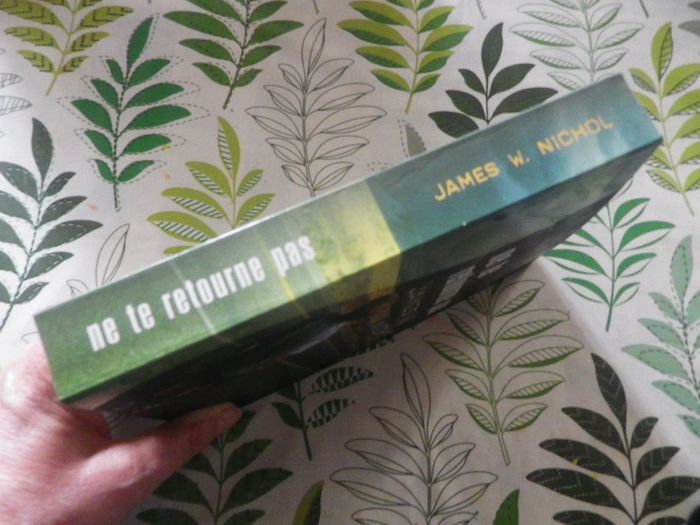 ne te retourne pas
JAMES W. NICHOL